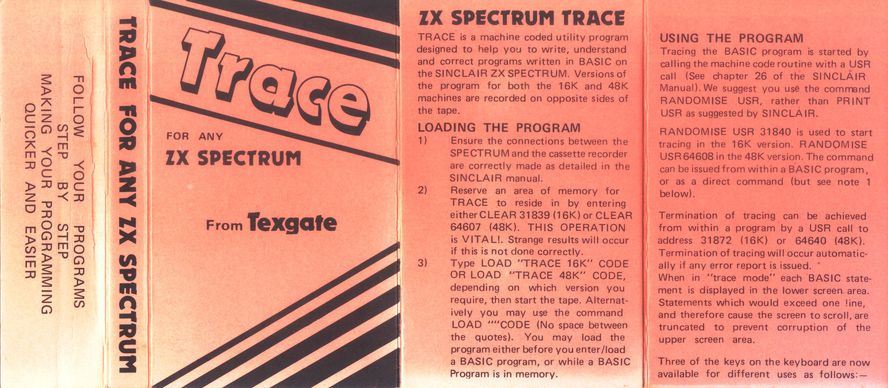 FOLLOW YOUR PROGRAMS
STEP BY STEP
MAKING YOUR PROGRAMMING
QUICKER AND EASIER
TRACE FOR ANY ZX SPECTRUM
Trace
FOR ANY
ZX SPECTRUM
From Texgate
ZX SPECTRUM TRACE
TRACE is a machine coded utility program
designed to help you to write, understand
and correct programs written in BASIC on
the SINCLAIR ZX SPECTRUM. Versions of
the program for both the 16K and 48K
machines are recorded on opposite sides of
the tape.
LOADING THE PROGRAM
1) Ensure the connections between the
SPECTRUM and the cassette recorder
are correctly made as detailed in the
SINCLAIR manual.
2) Reserve an area of memory for
TRACE to reside in by entering
either CLEAR 31839 (16K) or CLEAR
64607 (48K). THIS OPERATION
is VITAL!. Strange results will occur
if this is not done correctly.
3) Type LOAD "TRACE 16K" CODE
OR LOAD "TRACE 48K" CODE,
depending on which version you
require, then start the tape. Alternat-
ively you may use the command
LOAD ""CODE (No space between
the quotes). You may load the
program either before you enter/load
a BASIC program, or while a BASIC
Program is in memory.
USING THE PROGRAM
Tracing the BASIC program is started by
calling the machine code routine with a USR
call (See chapter 26 of the SINCLAIR
Manual). We suggest you use the command
RANDOMISE USR, rather than PRINT
USR as suggested by SINCLAIR.
RANDOMISE USR 31840 is used to start
tracing in the 16K version. RANDOMISE
USR 64608 in the 48K version. The command
can be issued from within a BASIC program,
or as a direct command (but see note 1
below).
Termination of tracing can be achieved
from within a program by a USR call to
address 31872 (16K) or 64640 (48K).
Termination of tracing will occur automatic-
ally if any error report is issued.
When in "trace mode" each BASIC state-
ment is displayed in the lower screen area.
Statements which would exceed one line,
and therefore cause the screen to scroll, are
truncated to prevent corruption of the
upper screen area.
Three of the keys on the keyboard are now
available for different uses as follows:—